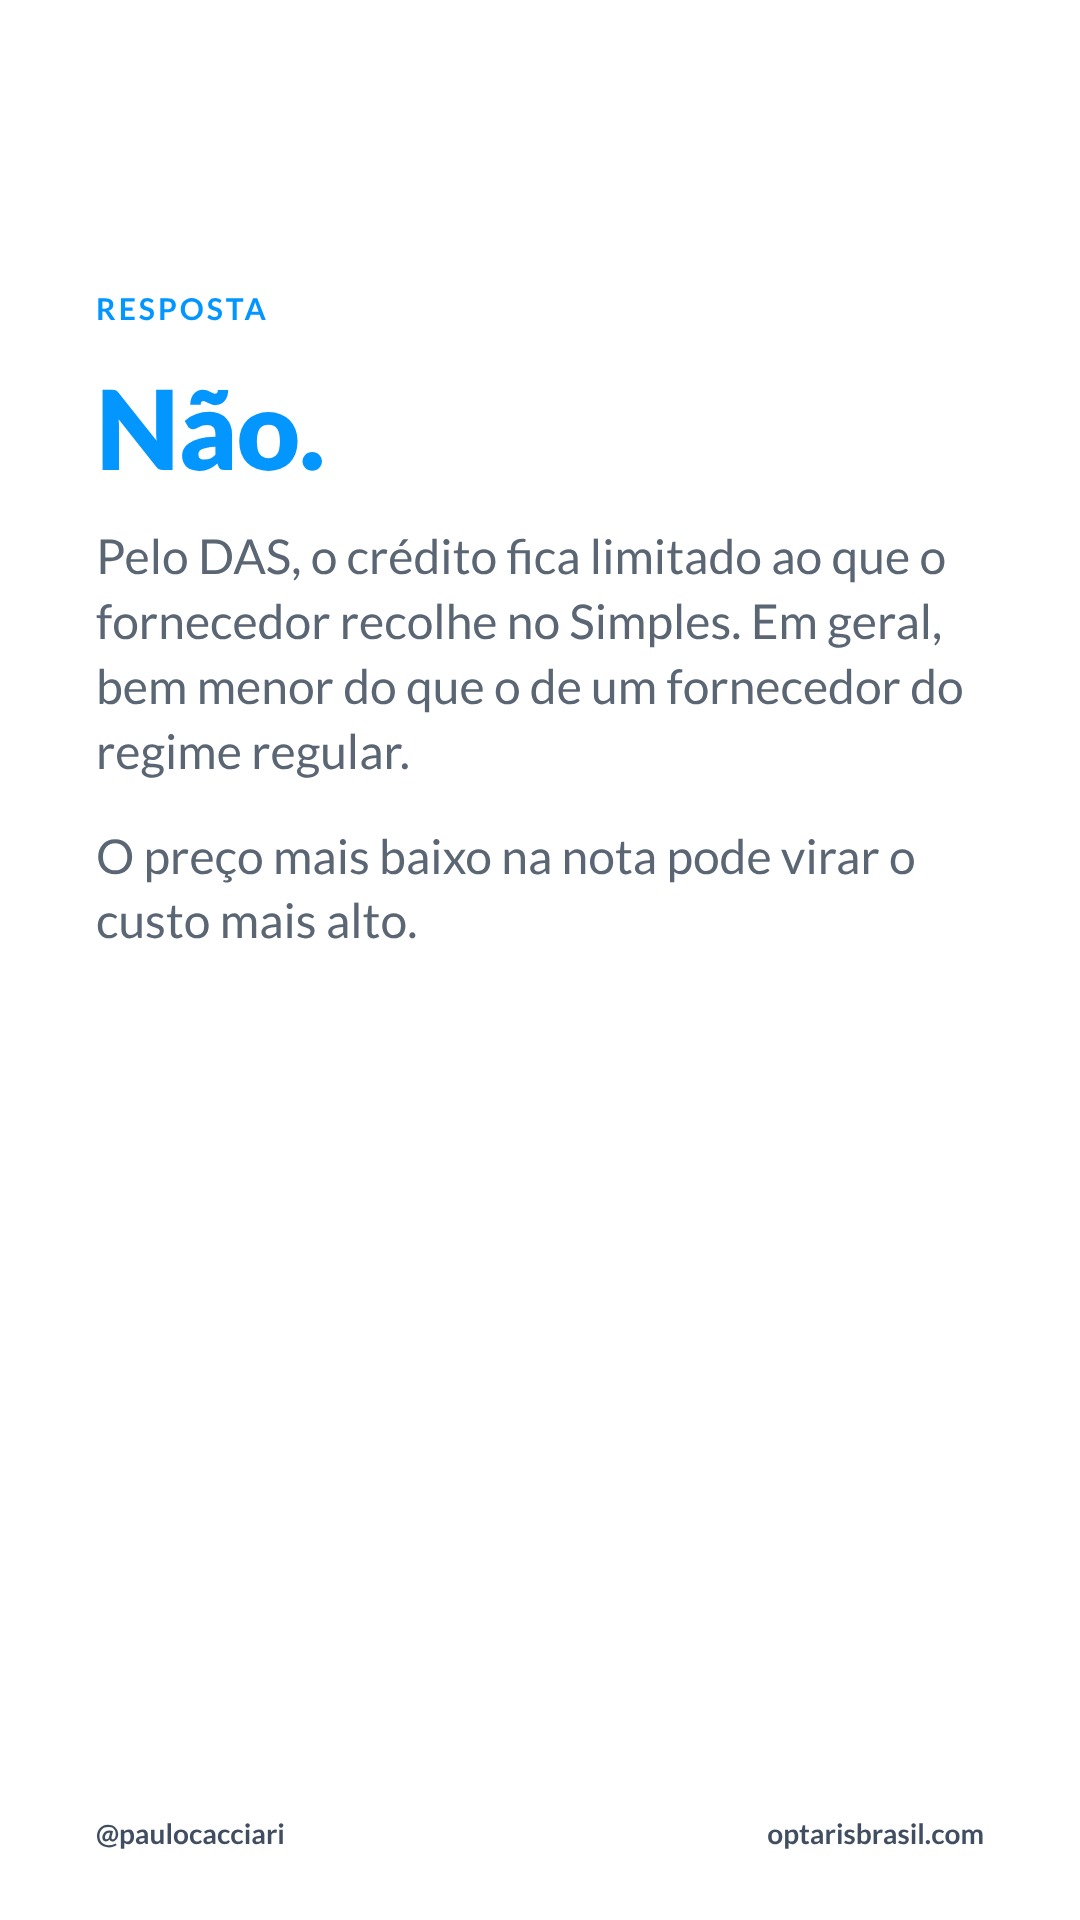 RESPOSTA
Não.
Pelo DAS, o crédito fica limitado ao que o
fornecedor recolhe no Simples. Em geral,
bem menor do que o de um fornecedor do
regime regular.
O preço mais baixo na nota pode virar o
custo mais alto.
@paulocacciari
optarisbrasil.com